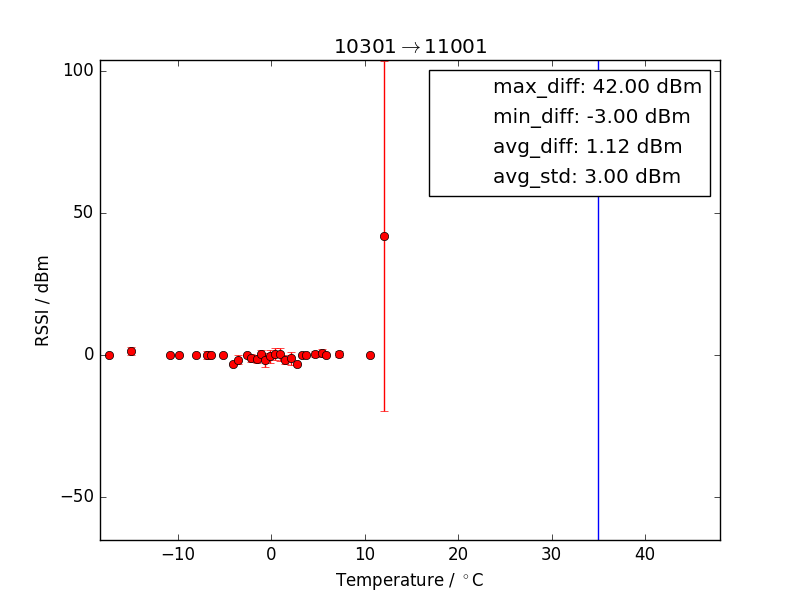 10301→11001
max_diff: 42.00 dBm
min_diff: -3.00 dBm
avg_diff: 1.12 dBm
avg_std: 3.00 dBm
100
50
0
−50
RSSI / dBm
−10 0 10 20 30 40
Temperature / °C